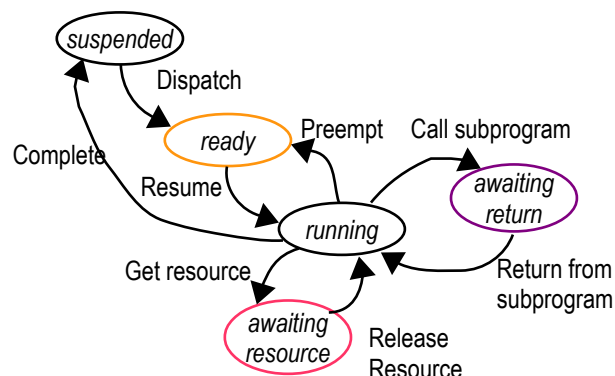 suspended
Dispatch
ready
Preempt
Call subprogram
Complete
Resume
awaiting
return
running
Get resource
Return from
subprogram
awaiting
resource
Release
Resource